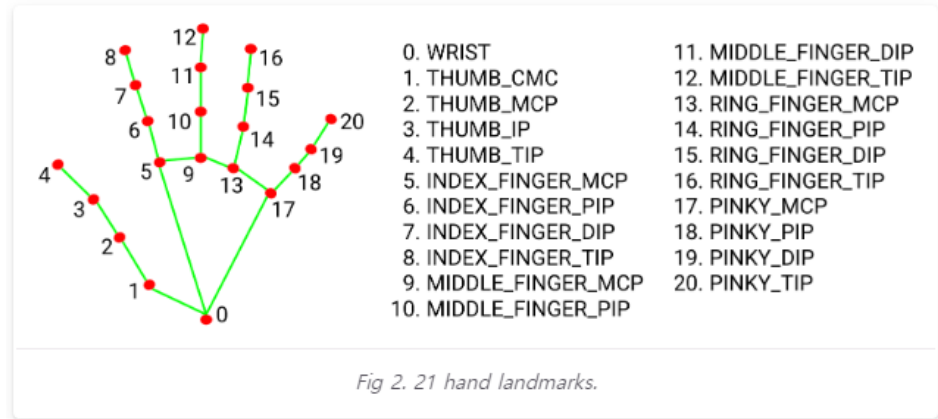 0. WRIST
1. THUMB_CMC
2. THUMB_MCP
3. THUMB_IP
4. THUMB_TIP
5. INDEX_FINGER_MCP
6. INDEX_FINGER_PIP
7. INDEX_FINGER_DIP
8. INDEX_FINGER_TIP
9. MIDDLE_FINGER_MCP
10. MIDDLE_FINGER_PIP
11. MIDDLE_FINGER_DIP
12. MIDDLE_FINGER_TIP
13. RING_FINGER_MCP
14. RING_FINGER_PIP
15. RING_FINGER_DIP
16. RING_FINGER_TIP
17. PINKY_MCP
18. PINKY_PIP
19. PINKY_DIP
20. PINKY_TIP
0
1
2
3
4
5
6
7
8
9
10
11
12
13
14
15
16
17
18
19
20
Fig 2. 21 hand landmarks.